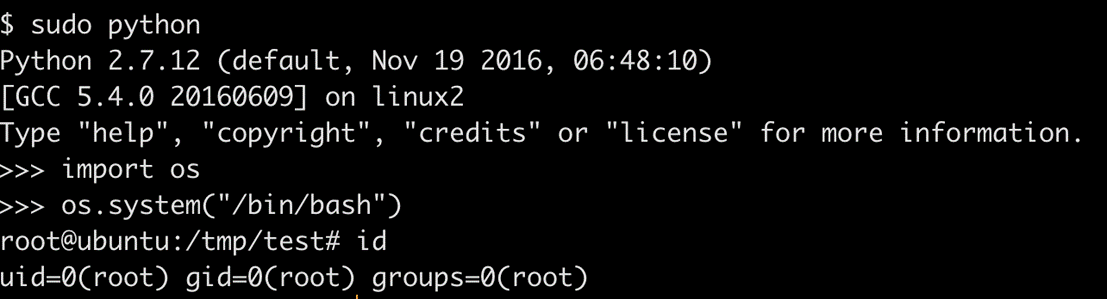 $ sudo python
Python 2.7.12 (default, Nov 19 2016, 06:48:10)
[GCC 5.4.0 20160609] on linux2
Type "help", "copyright", "credits" or "license" for more information.
>>> import os
>>> os.system("/bin/bash")
root@ubuntu:/tmp/test# id
uid=0(root) gid=0(root) groups=0(root)